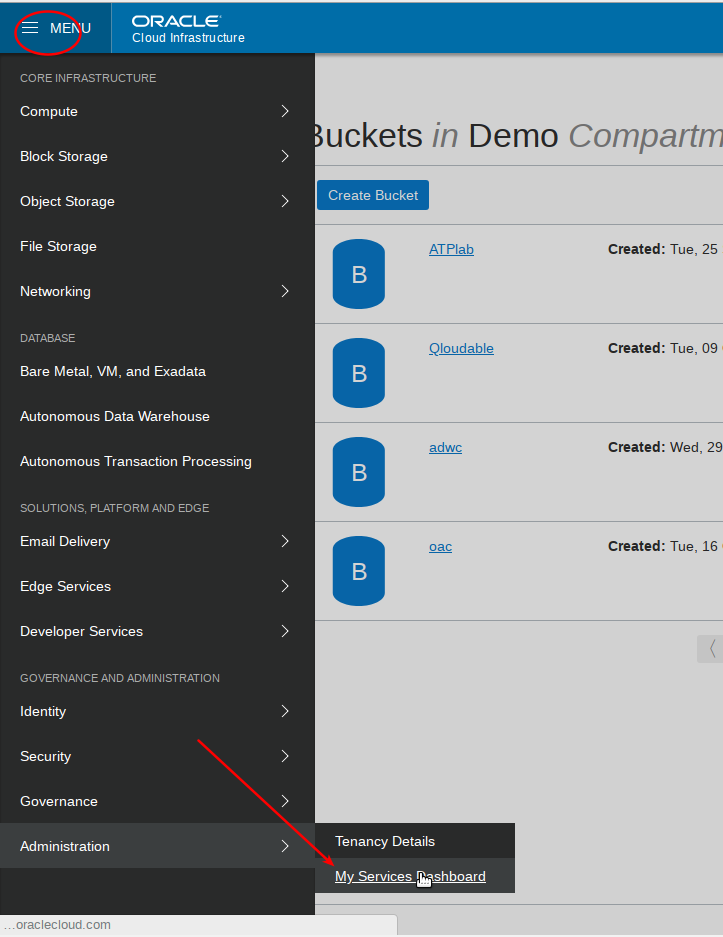 MENU
ORACLE
Cloud Infrastructure
CORE INFRASTRUCTURE
Compute
Block Storage
Object Storage
File Storage
Networking
DATABASE
Bare Metal, VM, and Exadata
Autonomous Data Warehouse
Autonomous Transaction Processing
SOLUTIONS, PLATFORM AND EDGE
Email Delivery
Edge Services
Developer Services
GOVERNANCE AND ADMINISTRATION
Identity
Security
Governance
Administration
Tenancy Details
My Services Dashboard
Buckets in Demo Compartm
Create Bucket
B ATPlab Created: Tue, 25
B Qloudable Created: Tue, 09
B adwc Created: Wed, 29
B oac Created: Tue, 16
...oraclecloud.com